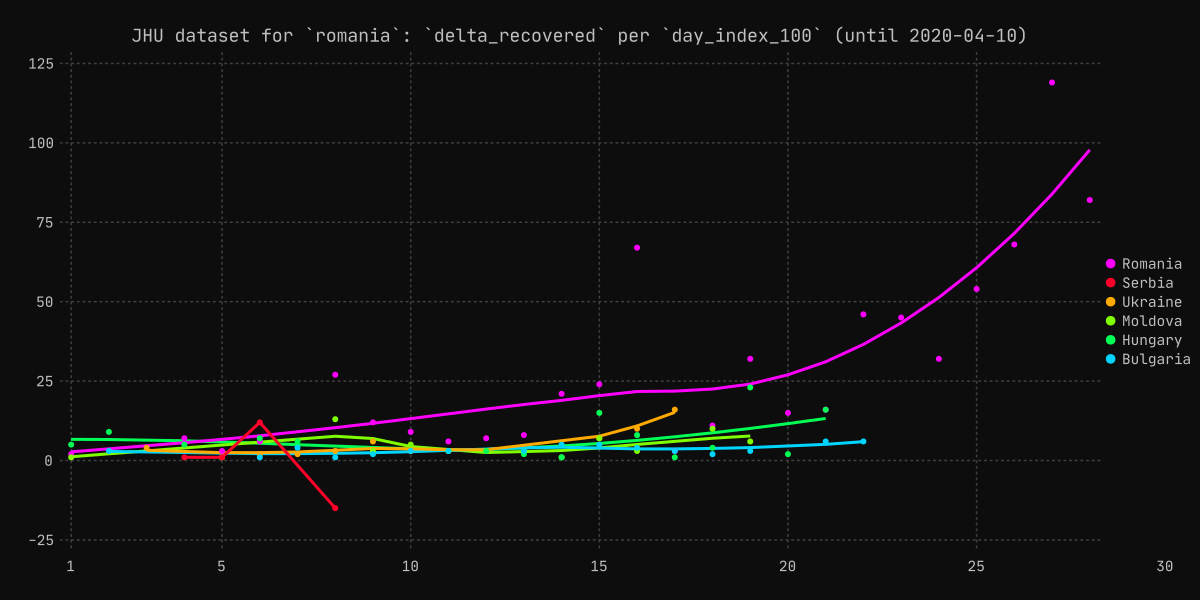 JHU dataset for `romania`: `delta_recovered` per `day_index_100` (until 2020-04-10)
125
100
75
50
25
0
-25
1 5 10 15 20 25 30
Romania
Serbia
Ukraine
Moldova
Hungary
Bulgaria